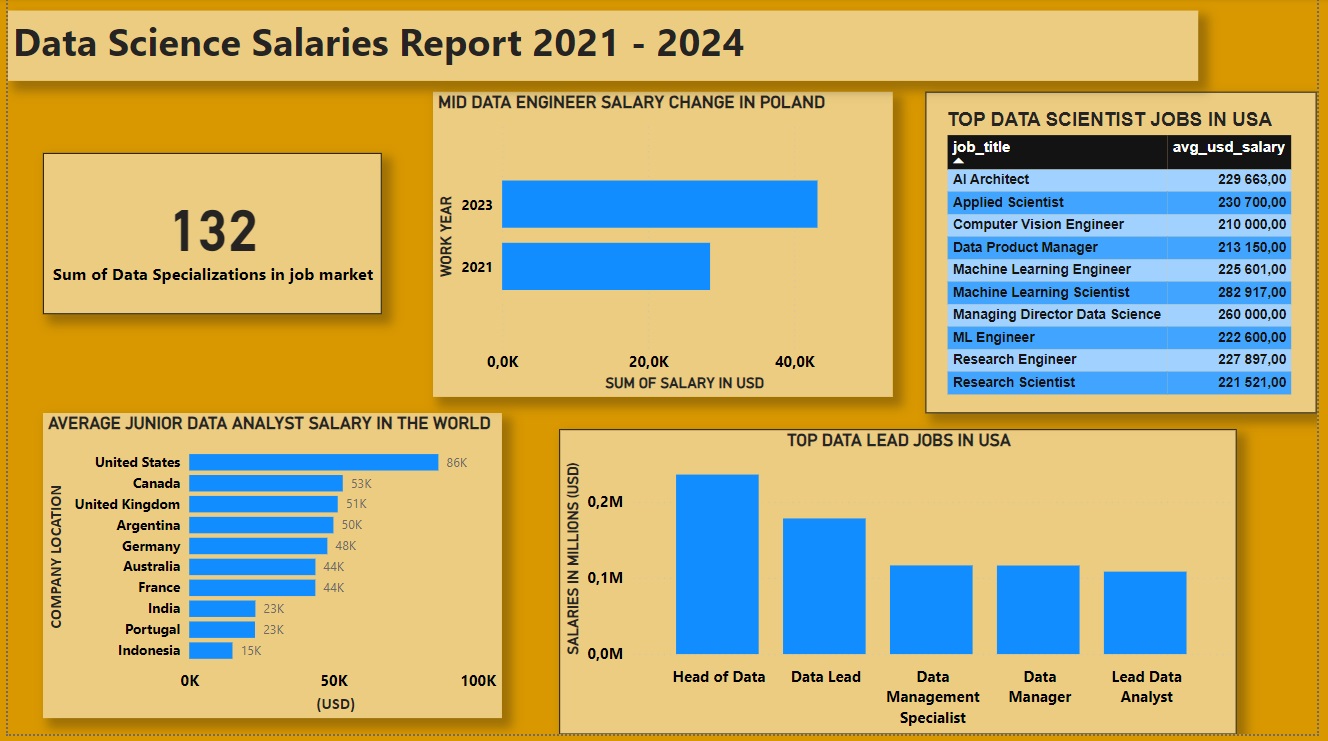 Data Science Salaries Report 2021 - 2024
132
Sum of Data Specializations in job market
MID DATA ENGINEER SALARY CHANGE IN POLAND
WORK YEAR
2023
2021
0,0K 20,0K 40,0K
SUM OF SALARY IN USD
TOP DATA SCIENTIST JOBS IN USA
job_title avg_usd_salary
AI Architect 229 663,00
Applied Scientist 230 700,00
Computer Vision Engineer 210 000,00
Data Product Manager 213 150,00
Machine Learning Engineer 225 601,00
Machine Learning Scientist 282 917,00
Managing Director Data Science 260 000,00
ML Engineer 222 600,00
Research Engineer 227 897,00
Research Scientist 221 521,00
AVERAGE JUNIOR DATA ANALYST SALARY IN THE WORLD
COMPANY LOCATION
United States 86K
Canada 53K
United Kingdom 51K
Argentina 50K
Germany 48K
Australia 44K
France 44K
India 23K
Portugal 23K
Indonesia 15K
0K 50K 100K
(USD)
TOP DATA LEAD JOBS IN USA
SALARIES IN MILLIONS (USD)
0,2M
0,1M
0,0M
Head of Data
Data Lead
Data
Management
Specialist
Data
Manager
Lead Data
Analyst